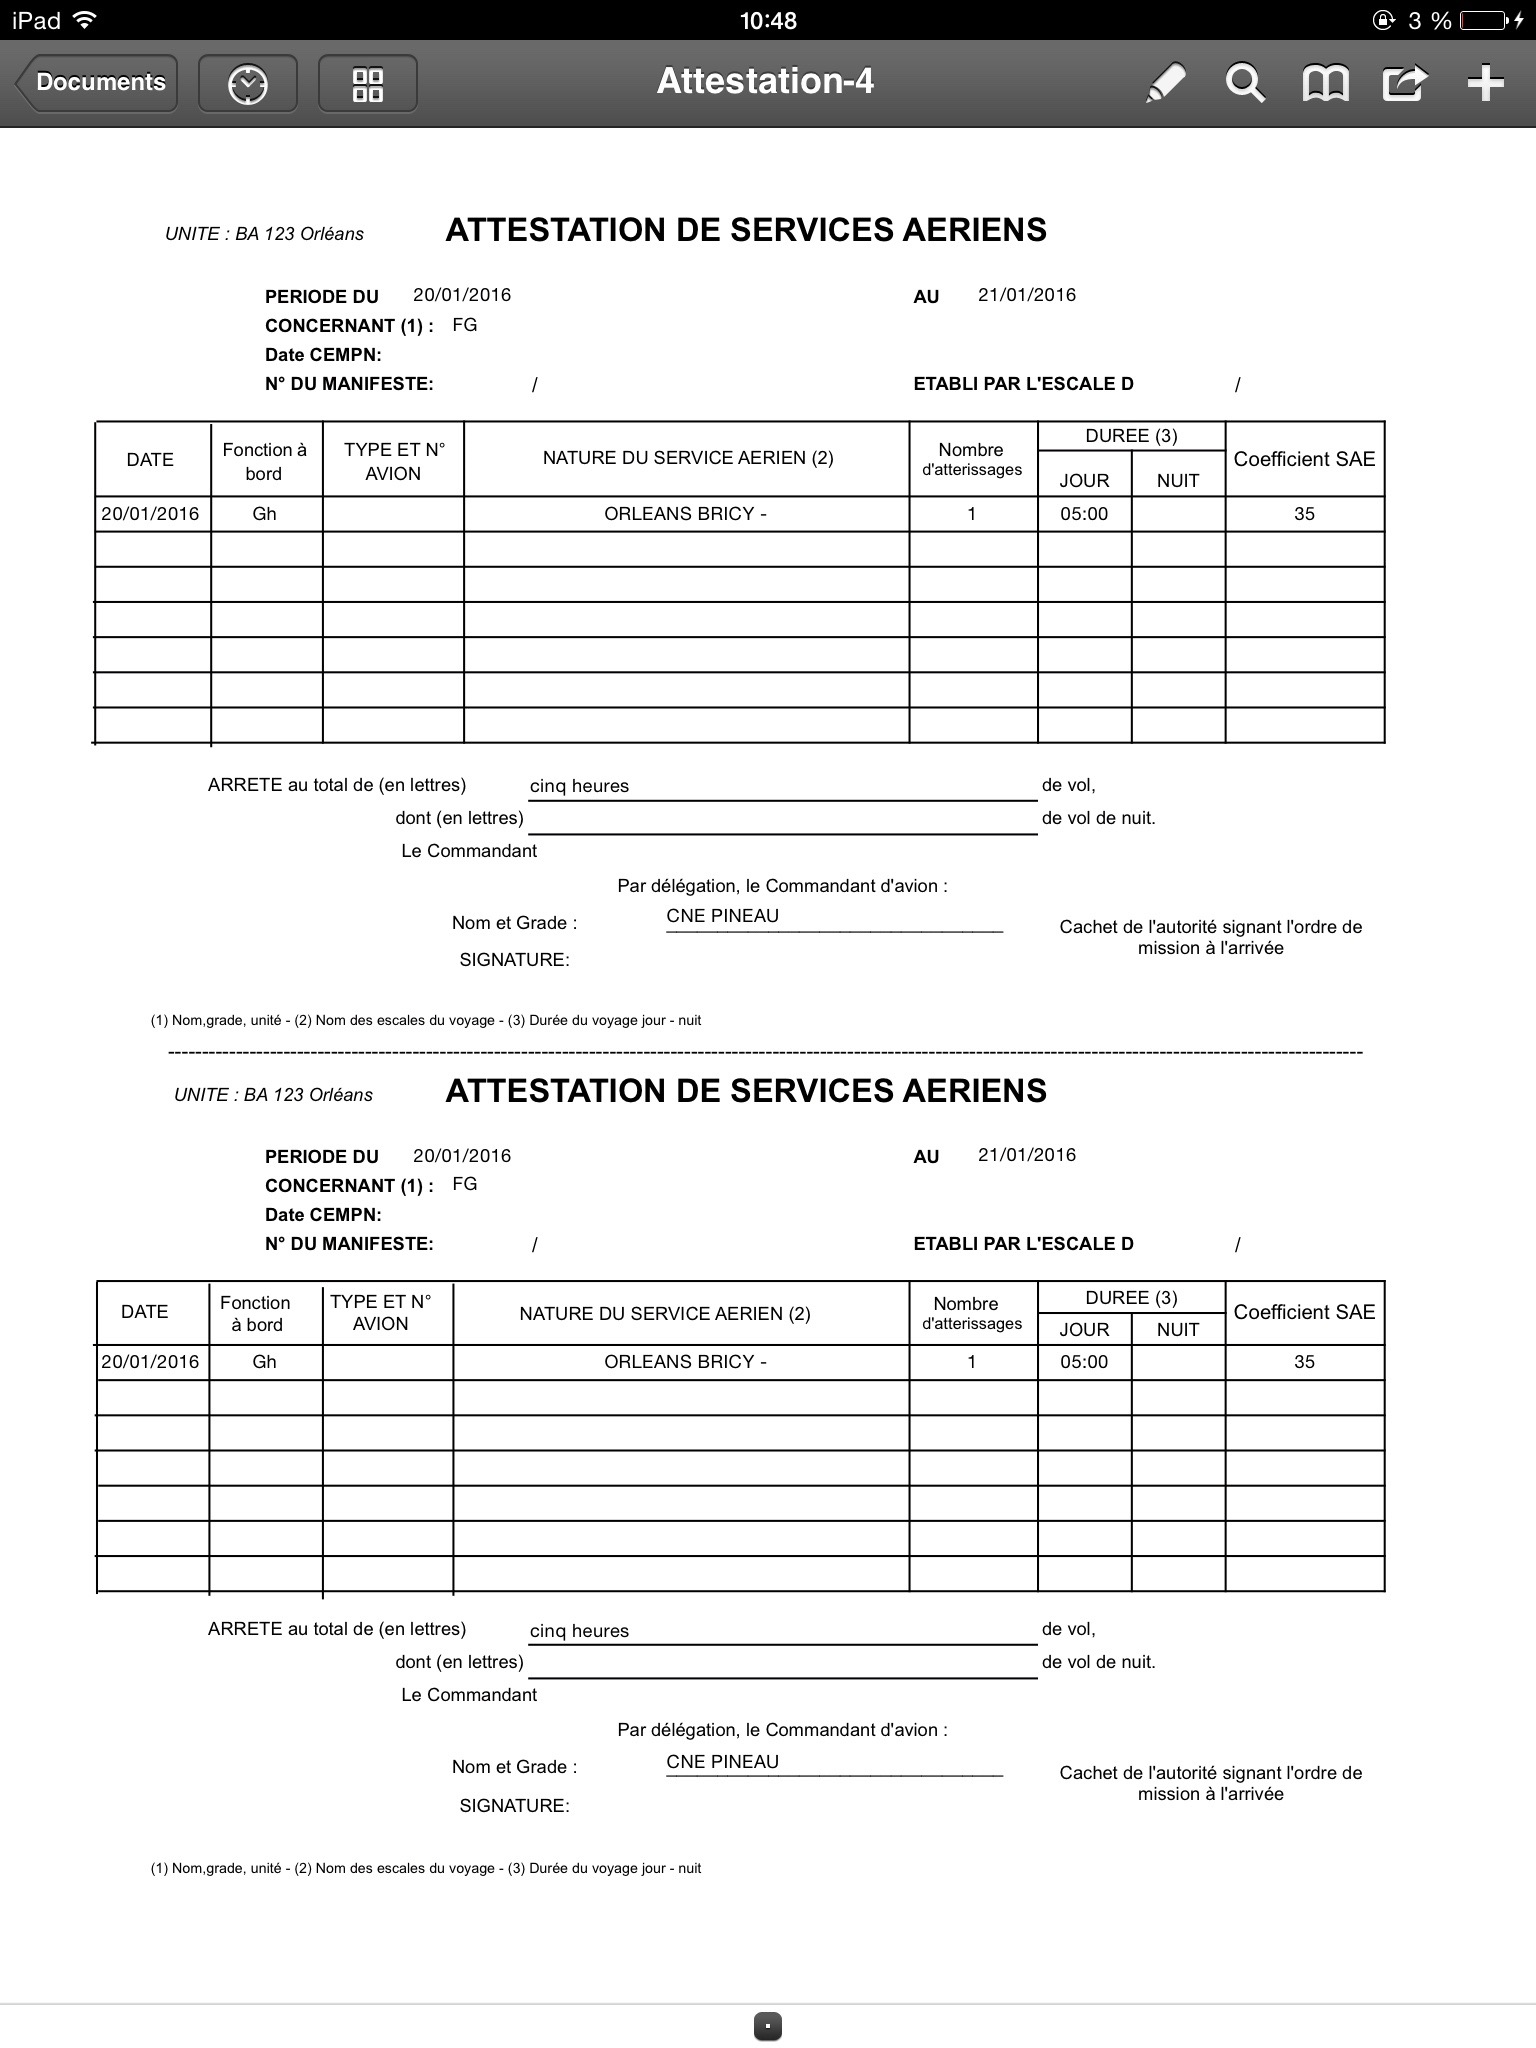 iPad 10:48 3 %
Documents Attestation-4
UNITE : BA 123 Orléans ATTESTATION DE SERVICES AERIENS
PERIODE DU 20/01/2016 AU 21/01/2016
CONCERNANT (1) : FG
Date CEMPN:
N° DU MANIFESTE: / ETABLI PAR L'ESCALE D /
DATE Fonction à bord TYPE ET N° AVION NATURE DU SERVICE AERIEN (2) Nombre d'atterissages DUREE (3) JOUR NUIT Coefficient SAE
20/01/2016 Gh ORLEANS BRICY - 1 05:00 35
ARRETE au total de (en lettres) cinq heures de vol,
dont (en lettres) de vol de nuit.
Le Commandant
Par délégation, le Commandant d'avion :
Nom et Grade : CNE PINEAU
Cachet de l'autorité signant l'ordre de
mission à l'arrivée
SIGNATURE:
(1) Nom,grade, unité - (2) Nom des escales du voyage - (3) Durée du voyage jour - nuit
UNITE : BA 123 Orléans ATTESTATION DE SERVICES AERIENS
PERIODE DU 20/01/2016 AU 21/01/2016
CONCERNANT (1) : FG
Date CEMPN:
N° DU MANIFESTE: / ETABLI PAR L'ESCALE D /
DATE Fonction à bord TYPE ET N° AVION NATURE DU SERVICE AERIEN (2) Nombre d'atterissages DUREE (3) JOUR NUIT Coefficient SAE
20/01/2016 Gh ORLEANS BRICY - 1 05:00 35
ARRETE au total de (en lettres) cinq heures de vol,
dont (en lettres) de vol de nuit.
Le Commandant
Par délégation, le Commandant d'avion :
Nom et Grade : CNE PINEAU
Cachet de l'autorité signant l'ordre de
mission à l'arrivée
SIGNATURE:
(1) Nom,grade, unité - (2) Nom des escales du voyage - (3) Durée du voyage jour - nuit